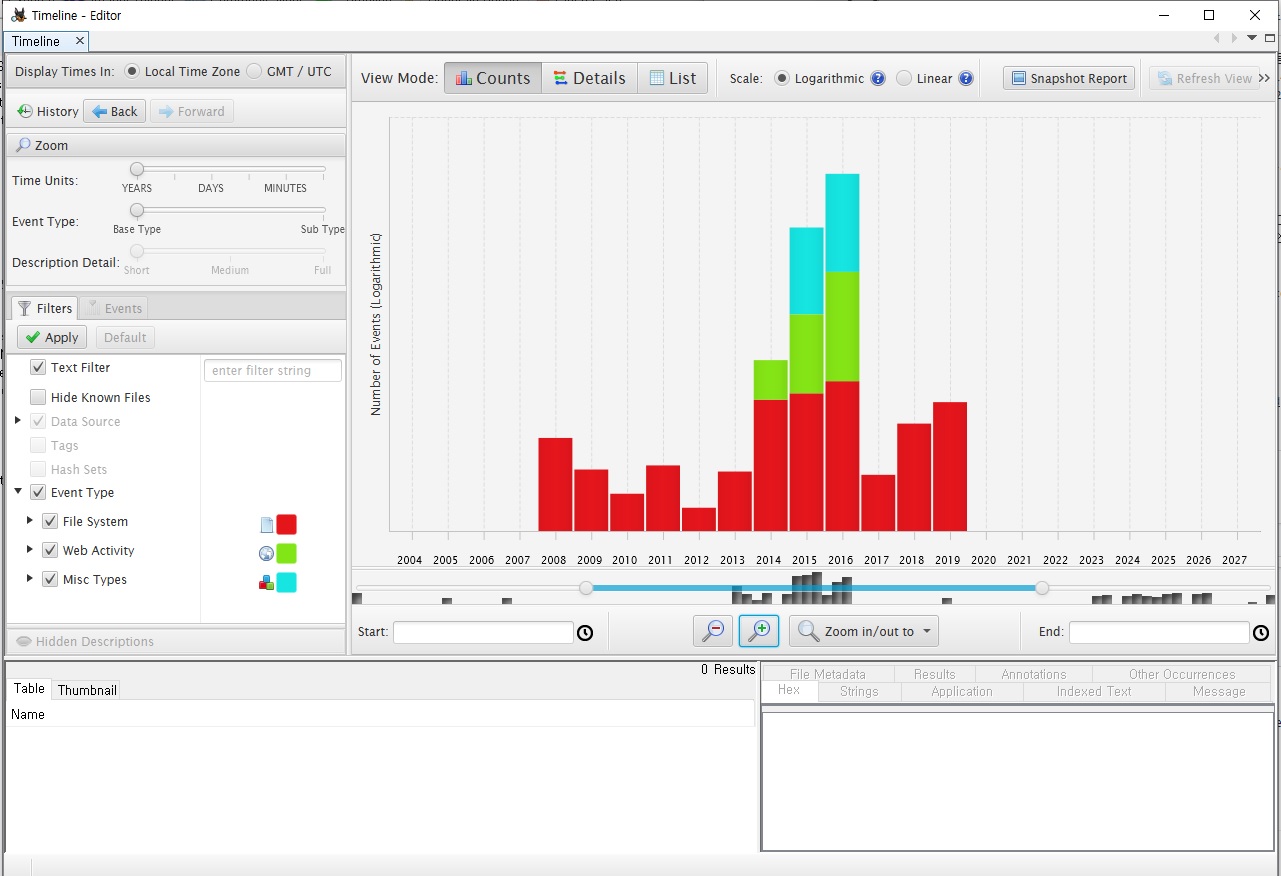 Timeline - Editor
Timeline
Display Times In: Local Time Zone GMT / UTC
History Back Forward
Zoom
Time Units:
YEARS DAYS MINUTES
Event Type:
Base Type Sub Type
Description Detail:
Short Medium Full
Filters Events
Apply Default
Text Filter enter filter string
Hide Known Files
Data Source
Tags
Hash Sets
Event Type
File System
Web Activity
Misc Types
Hidden Descriptions
View Mode: Counts Details List Scale: Logarithmic Linear Snapshot Report Refresh View
Number of Events (Logarithmic)
2004 2005 2006 2007 2008 2009 2010 2011 2012 2013 2014 2015 2016 2017 2018 2019 2020 2021 2022 2023 2024 2025 2026 2027
Start: Zoom in/out to End:
0 Results
Table Thumbnail
Name
File Metadata Results Annotations Other Occurrences
Hex Strings Application Indexed Text Message